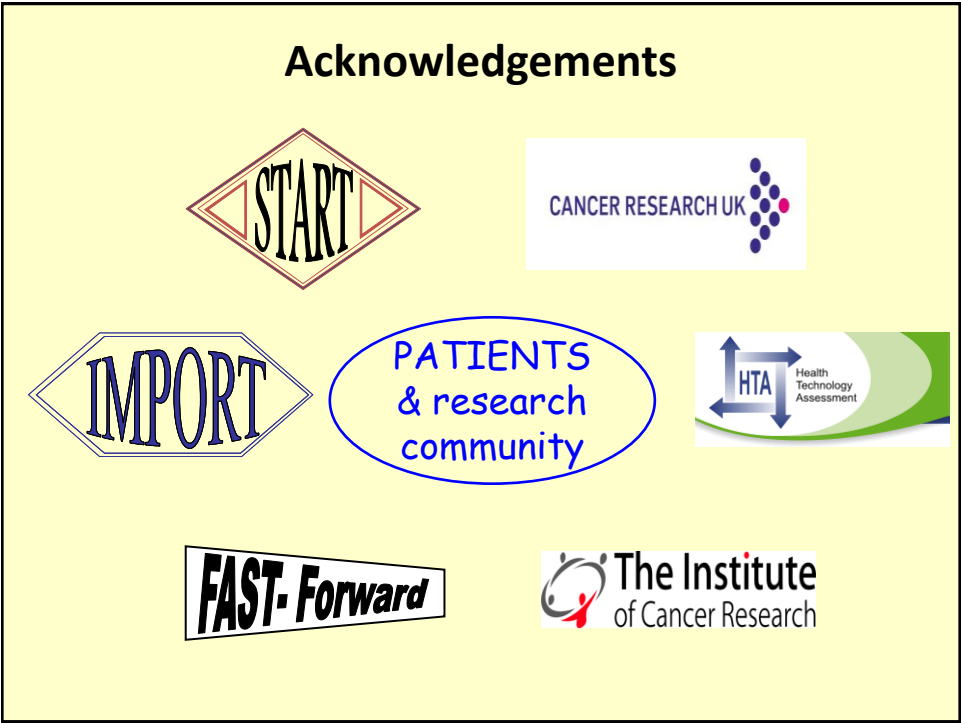 Acknowledgements
START
CANCER RESEARCH UK
IMPORT
PATIENTS
& research
community
HTA
Health
Technology
Assessment
FAST- Forward
The Institute
of Cancer Research